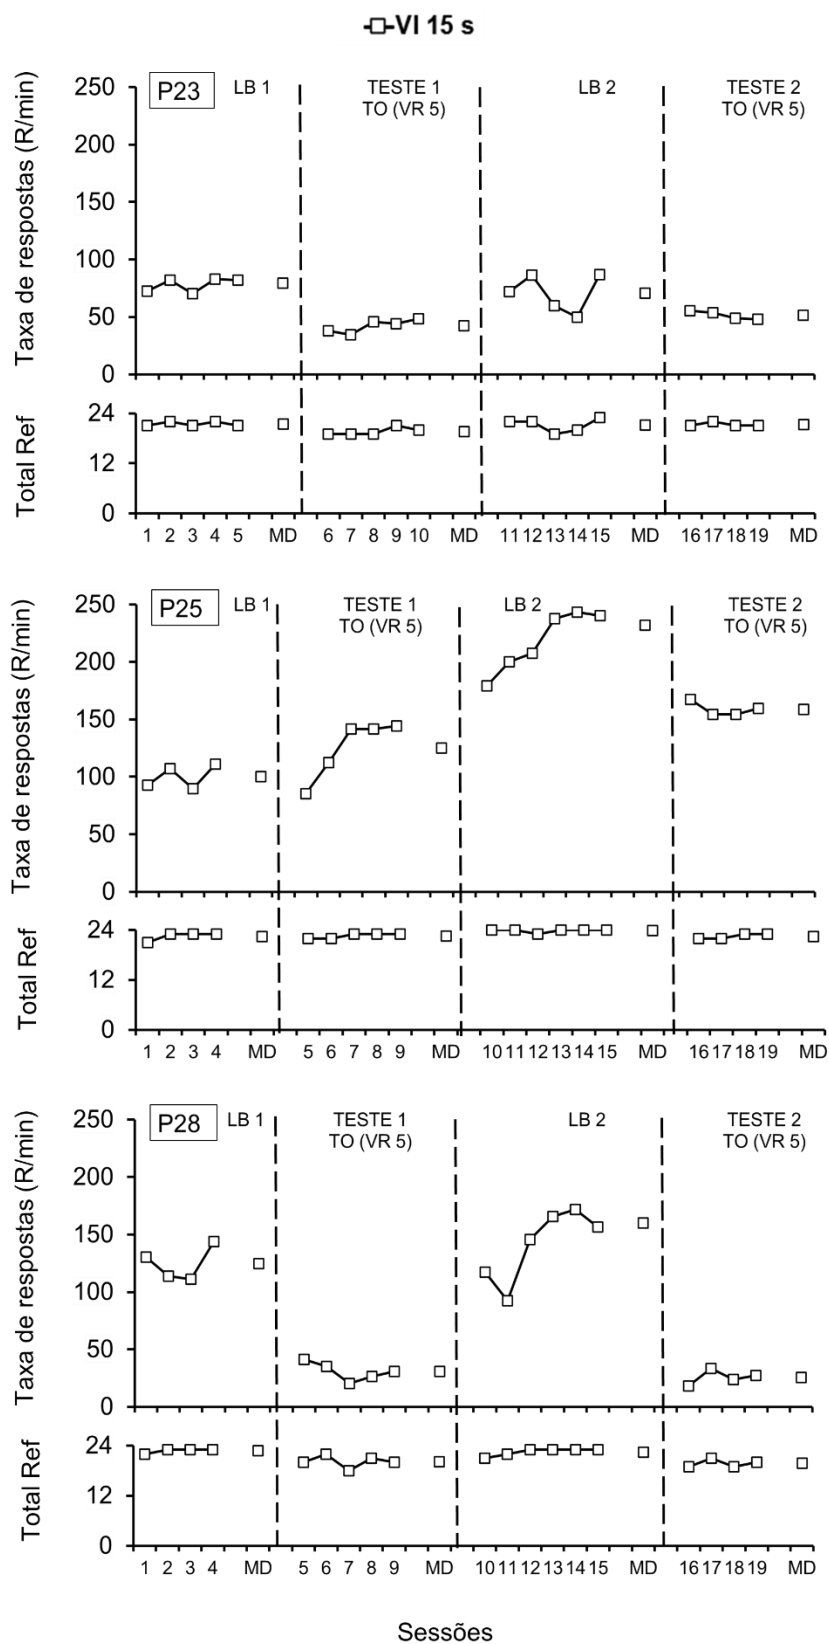 VI 15 s
P23 LB 1 TESTE 1 TO (VR 5) LB 2 TESTE 2 TO (VR 5)
Taxa de respostas (R/min)
250
200
150
100
50
0
Total Ref
24
12
0
1 2 3 4 5 MD 6 7 8 9 10 MD 11 12 13 14 15 MD 16 17 18 19 MD
P25 LB 1 TESTE 1 TO (VR 5) LB 2 TESTE 2 TO (VR 5)
Taxa de respostas (R/min)
250
200
150
100
50
0
Total Ref
24
12
0
1 2 3 4 MD 5 6 7 8 9 MD 10 11 12 13 14 15 MD 16 17 18 19 MD
P28 LB 1 TESTE 1 TO (VR 5) LB 2 TESTE 2 TO (VR 5)
Taxa de respostas (R/min)
250
200
150
100
50
0
Total Ref
24
12
0
1 2 3 4 MD 5 6 7 8 9 MD 10 11 12 13 14 15 MD 16 17 18 19 MD
Sessões